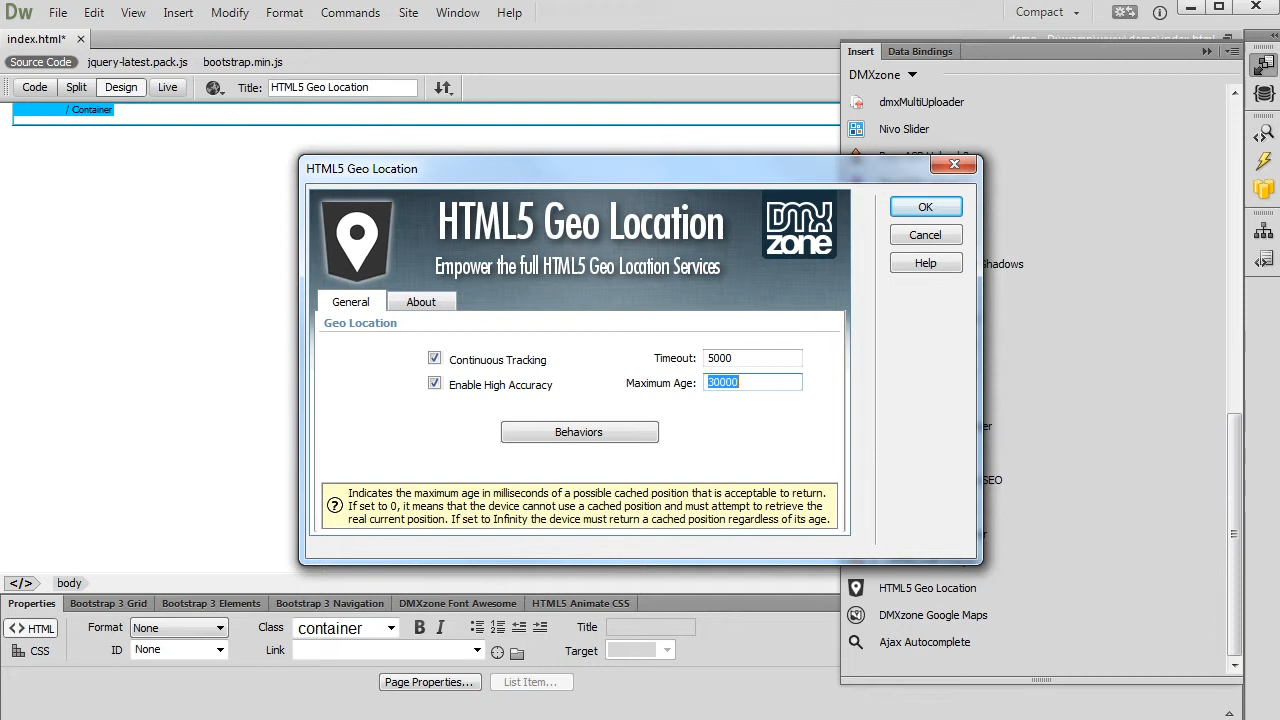 Dw File Edit View Insert Modify Format Commands Site Window Help Compact
index.html*
Source Code jquery-latest.pack.js bootstrap.min.js
Code Split Design Live Title: HTML5 Geo Location
/ Container
Insert Data Bindings
DMXzone
dmxMultiUploader
Nivo Slider
HTML5 Geo Location
HTML5 Geo Location
Empower the full HTML5 Geo Location Services
DMX
zone
OK
Cancel
Help
General About
Geo Location
Continuous Tracking Timeout: 5000
Enable High Accuracy Maximum Age: 30000
Behaviors
Indicates the maximum age in milliseconds of a possible cached position that is acceptable to return.
If set to 0, it means that the device cannot use a cached position and must attempt to retrieve the
real current position. If set to Infinity the device must return a cached position regardless of its age.
Shadows
SEO
HTML5 Geo Location
DMXzone Google Maps
Ajax Autocomplete
</> body
Properties Bootstrap 3 Grid Bootstrap 3 Elements Bootstrap 3 Navigation DMXzone Font Awesome HTML5 Animate CSS
<> HTML Format None Class container B I Title
CSS ID None Link Target
Page Properties... List Item...